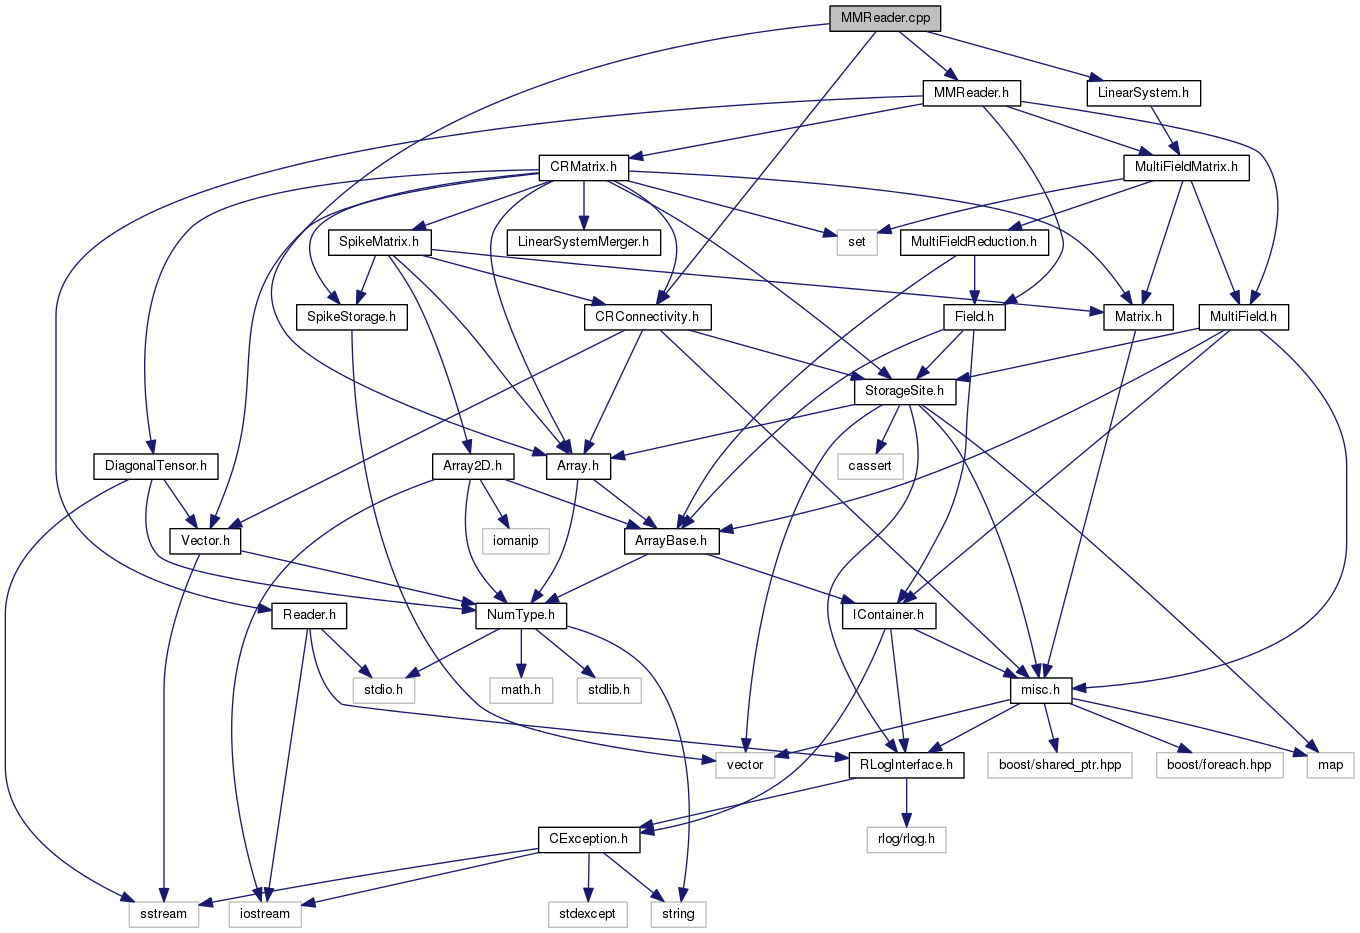 MMReader.cpp
MMReader.h
LinearSystem.h
CRMatrix.h
MultiFieldMatrix.h
SpikeMatrix.h
LinearSystemMerger.h
set
MultiFieldReduction.h
SpikeStorage.h
CRConnectivity.h
Field.h
Matrix.h
MultiField.h
StorageSite.h
DiagonalTensor.h
Array2D.h
Array.h
cassert
Vector.h
iomanip
ArrayBase.h
Reader.h
NumType.h
IContainer.h
stdio.h
math.h
stdlib.h
misc.h
vector
RLogInterface.h
boost/shared_ptr.hpp
boost/foreach.hpp
map
CException.h
rlog/rlog.h
sstream
iostream
stdexcept
string